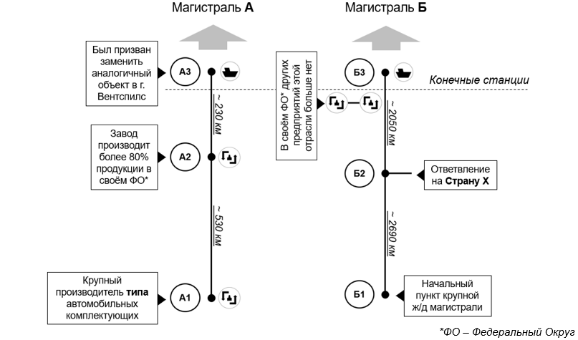 Магистраль А
Магистраль Б
Был призван
заменить
аналогичный
объект в г.
Вентспилс
А3
~ 230 км
Завод
производит
более 80%
продукции в
своём ФО*
А2
~ 530 км
Крупный
производитель типа
автомобильных
комплектующих
А1
В своём ФО* других
предприятий этой
отрасли больше нет
Б3
Конечные станции
~ 2050 км
Б2
Ответвление
на Страну X
~ 2690 км
Б1
Начальный
пункт крупной
ж/д магистрали
*ФО – Федеральный Округ